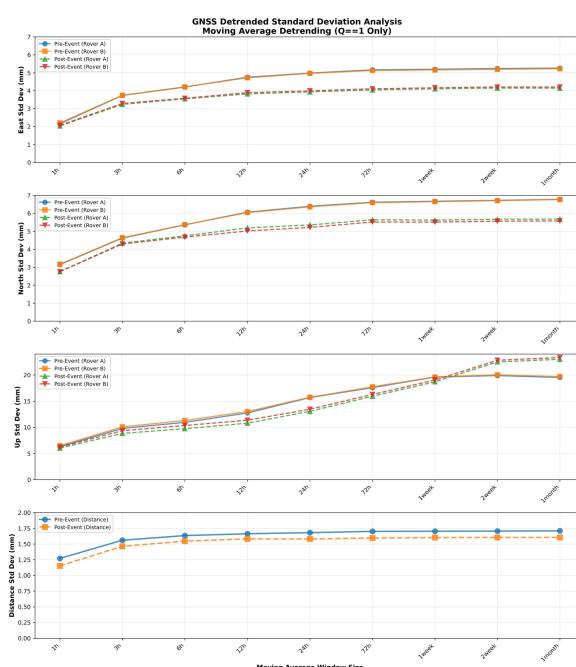 GNSS Detrended Standard Deviation Analysis
Moving Average Detrending (Q==1 Only)
East Std Dev (mm)
7
6
5
4
3
2
1
0
Pre-Event (Rover A)
Pre-Event (Rover B)
Post-Event (Rover A)
Post-Event (Rover B)
1h
3h
6h
12h
24h
72h
1week
2week
1month
North Std Dev (mm)
7
6
5
4
3
2
1
0
Pre-Event (Rover A)
Pre-Event (Rover B)
Post-Event (Rover A)
Post-Event (Rover B)
1h
3h
6h
12h
24h
72h
1week
2week
1month
Up Std Dev (mm)
20
15
10
5
0
Pre-Event (Rover A)
Pre-Event (Rover B)
Post-Event (Rover A)
Post-Event (Rover B)
1h
3h
6h
12h
24h
72h
1week
2week
1month
Distance Std Dev (mm)
2.00
1.75
1.50
1.25
1.00
0.75
0.50
0.25
0.00
Pre-Event (Distance)
Post-Event (Distance)
1h
3h
6h
12h
24h
72h
1week
2week
1month
Moving Average Window Size